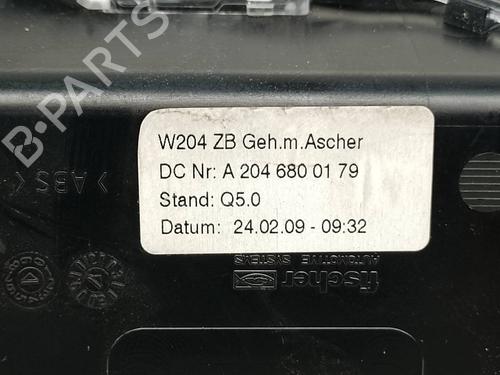 B-PARTS
W204 ZB Geh.m.Ascher
DC Nr: A 204 680 01 79
Stand: Q5.0
Datum: 24.02.09 - 09:32
>ABS<
fischer
AUTOMOTIVE
SYSTEMS